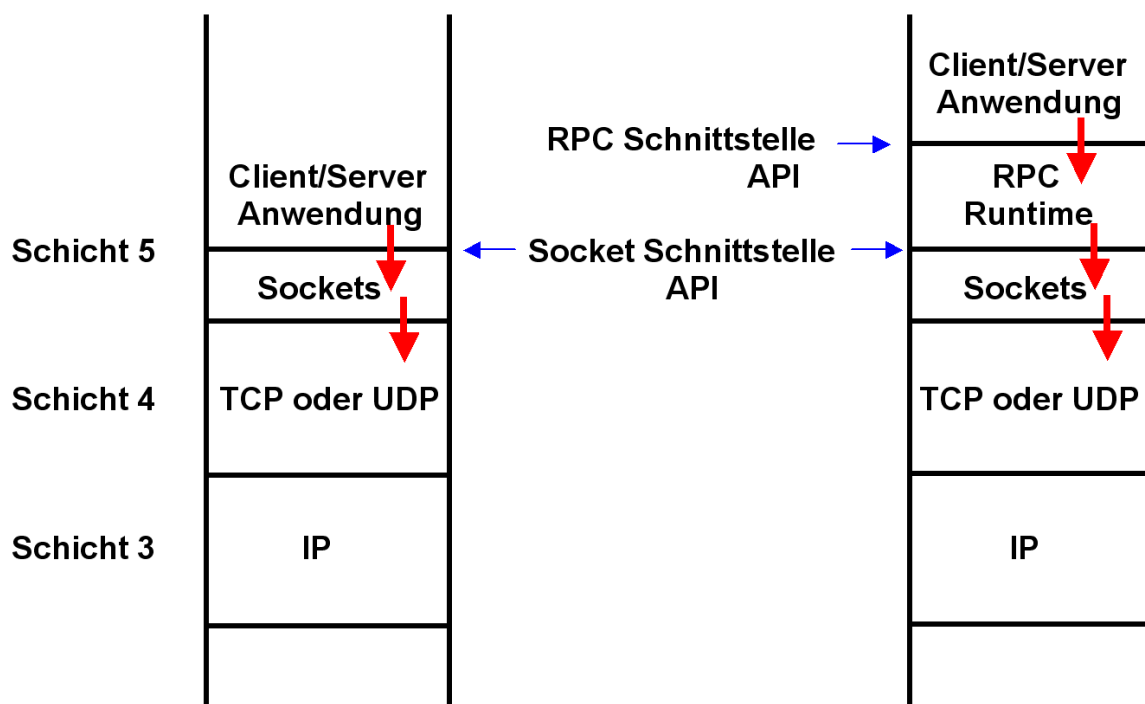 Client/Server
Anwendung
RPC Schnittstelle
API
Client/Server
Anwendung
RPC
Runtime
Schicht 5
Socket Schnittstelle
API
Sockets
Sockets
Schicht 4
TCP oder UDP
TCP oder UDP
Schicht 3
IP
IP